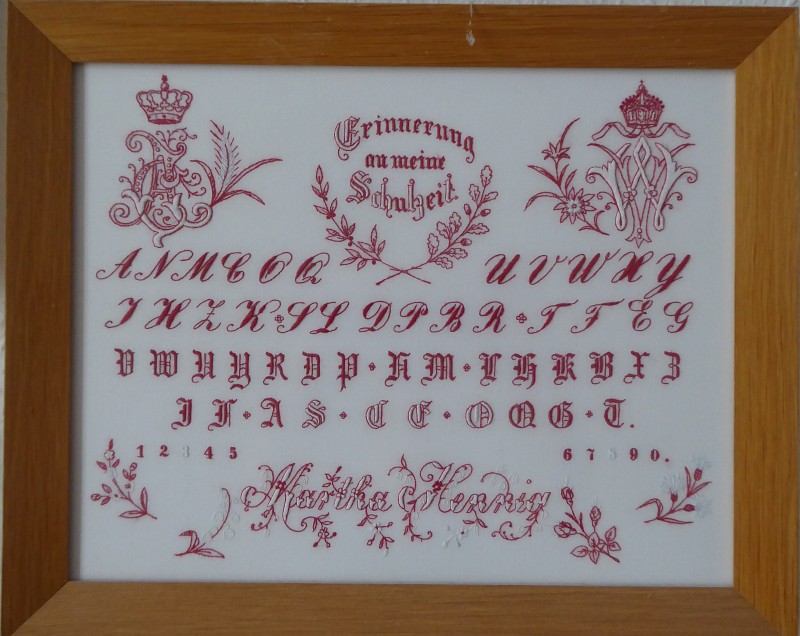 Erinnerung
an meine
Schulzeit.
A N M C O Q U V W X Y
I H Z K S L D P B R T F E G
V W U Y R D P H M L H K B X Z
J F A S C E O Q G T.
1 2 3 4 5 6 7 8 9 0.
Martha Hennig